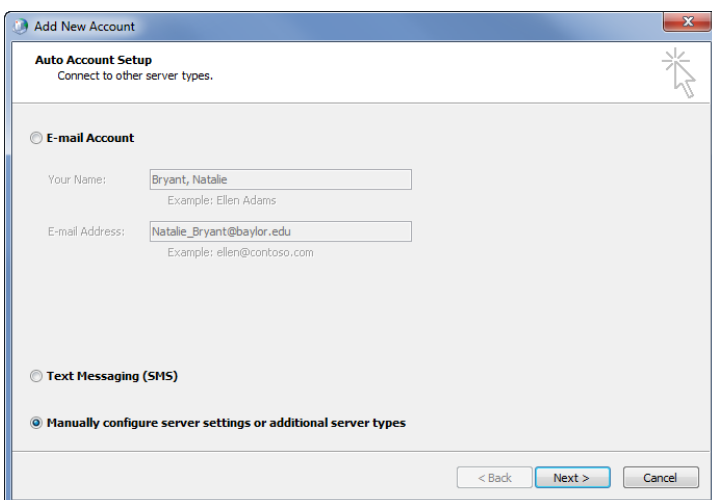 Add New Account
Auto Account Setup
Connect to other server types.
E-mail Account
Your Name: Bryant, Natalie
Example: Ellen Adams
E-mail Address: Natalie_Bryant@baylor.edu
Example: ellen@contoso.com
Text Messaging (SMS)
Manually configure server settings or additional server types
< Back Next > Cancel